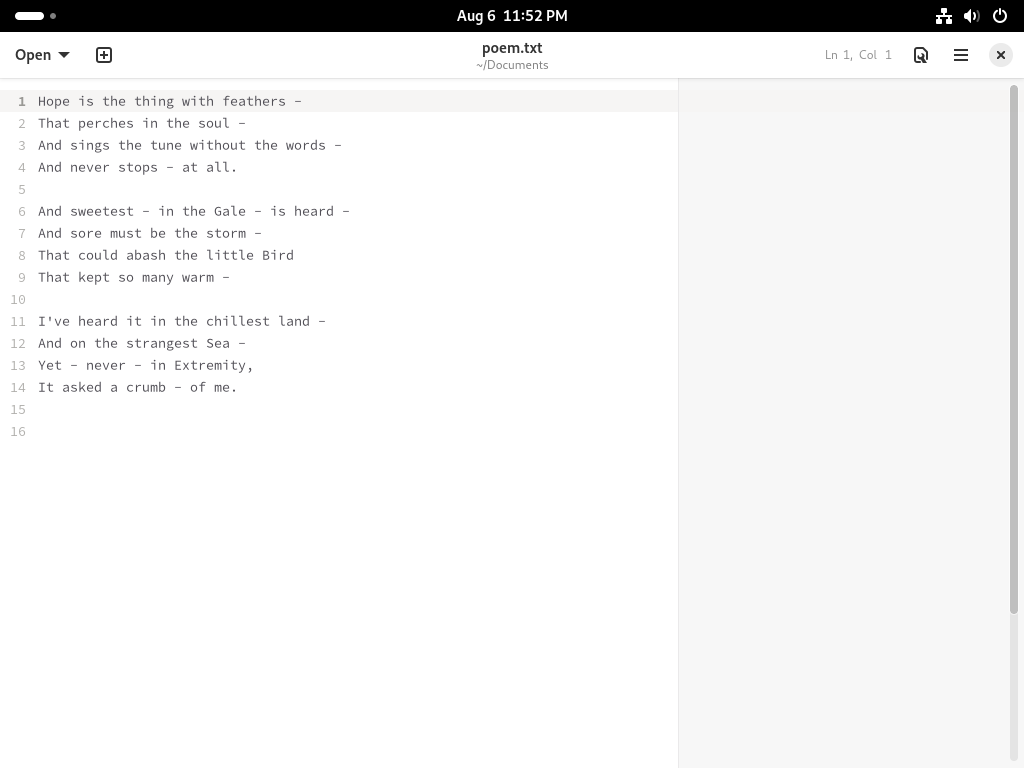 Aug 6 11:52 PM
Open
poem.txt
~/Documents
Ln 1, Col 1
1 Hope is the thing with feathers –
2 That perches in the soul –
3 And sings the tune without the words –
4 And never stops – at all.
5
6 And sweetest – in the Gale – is heard –
7 And sore must be the storm –
8 That could abash the little Bird
9 That kept so many warm –
10
11 I've heard it in the chillest land –
12 And on the strangest Sea –
13 Yet – never – in Extremity,
14 It asked a crumb – of me.
15
16